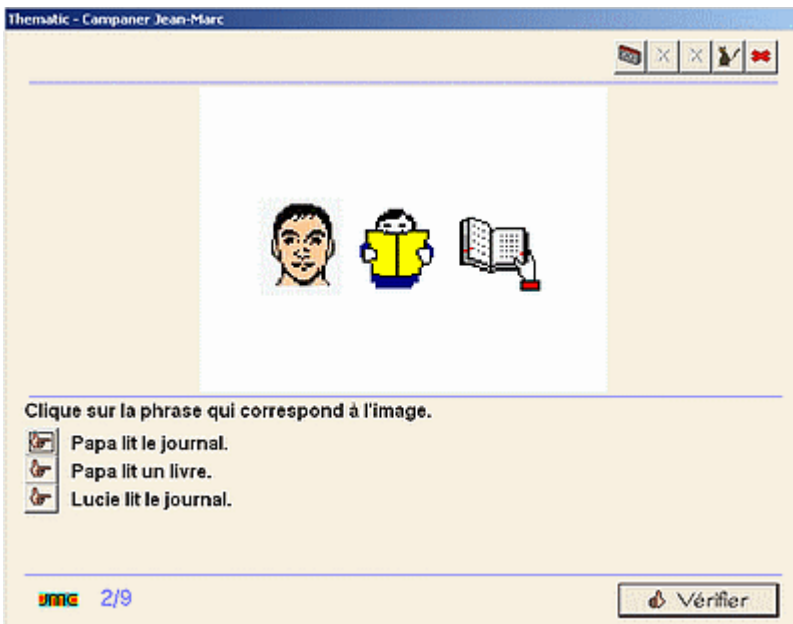 Thematic - Campaner Jean-Marc
Clique sur la phrase qui correspond à l'image.
Papa lit le journal.
Papa lit un livre.
Lucie lit le journal.
JMC 2/9
Vérifier